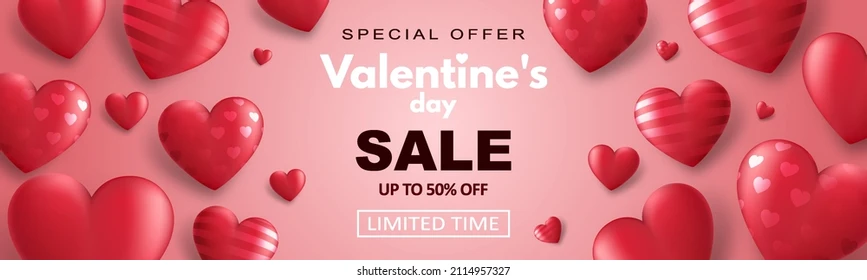 SPECIAL OFFER
Valentine's
day
SALE
UP TO 50% OFF
LIMITED TIME
shutterstock.com · 2114957327